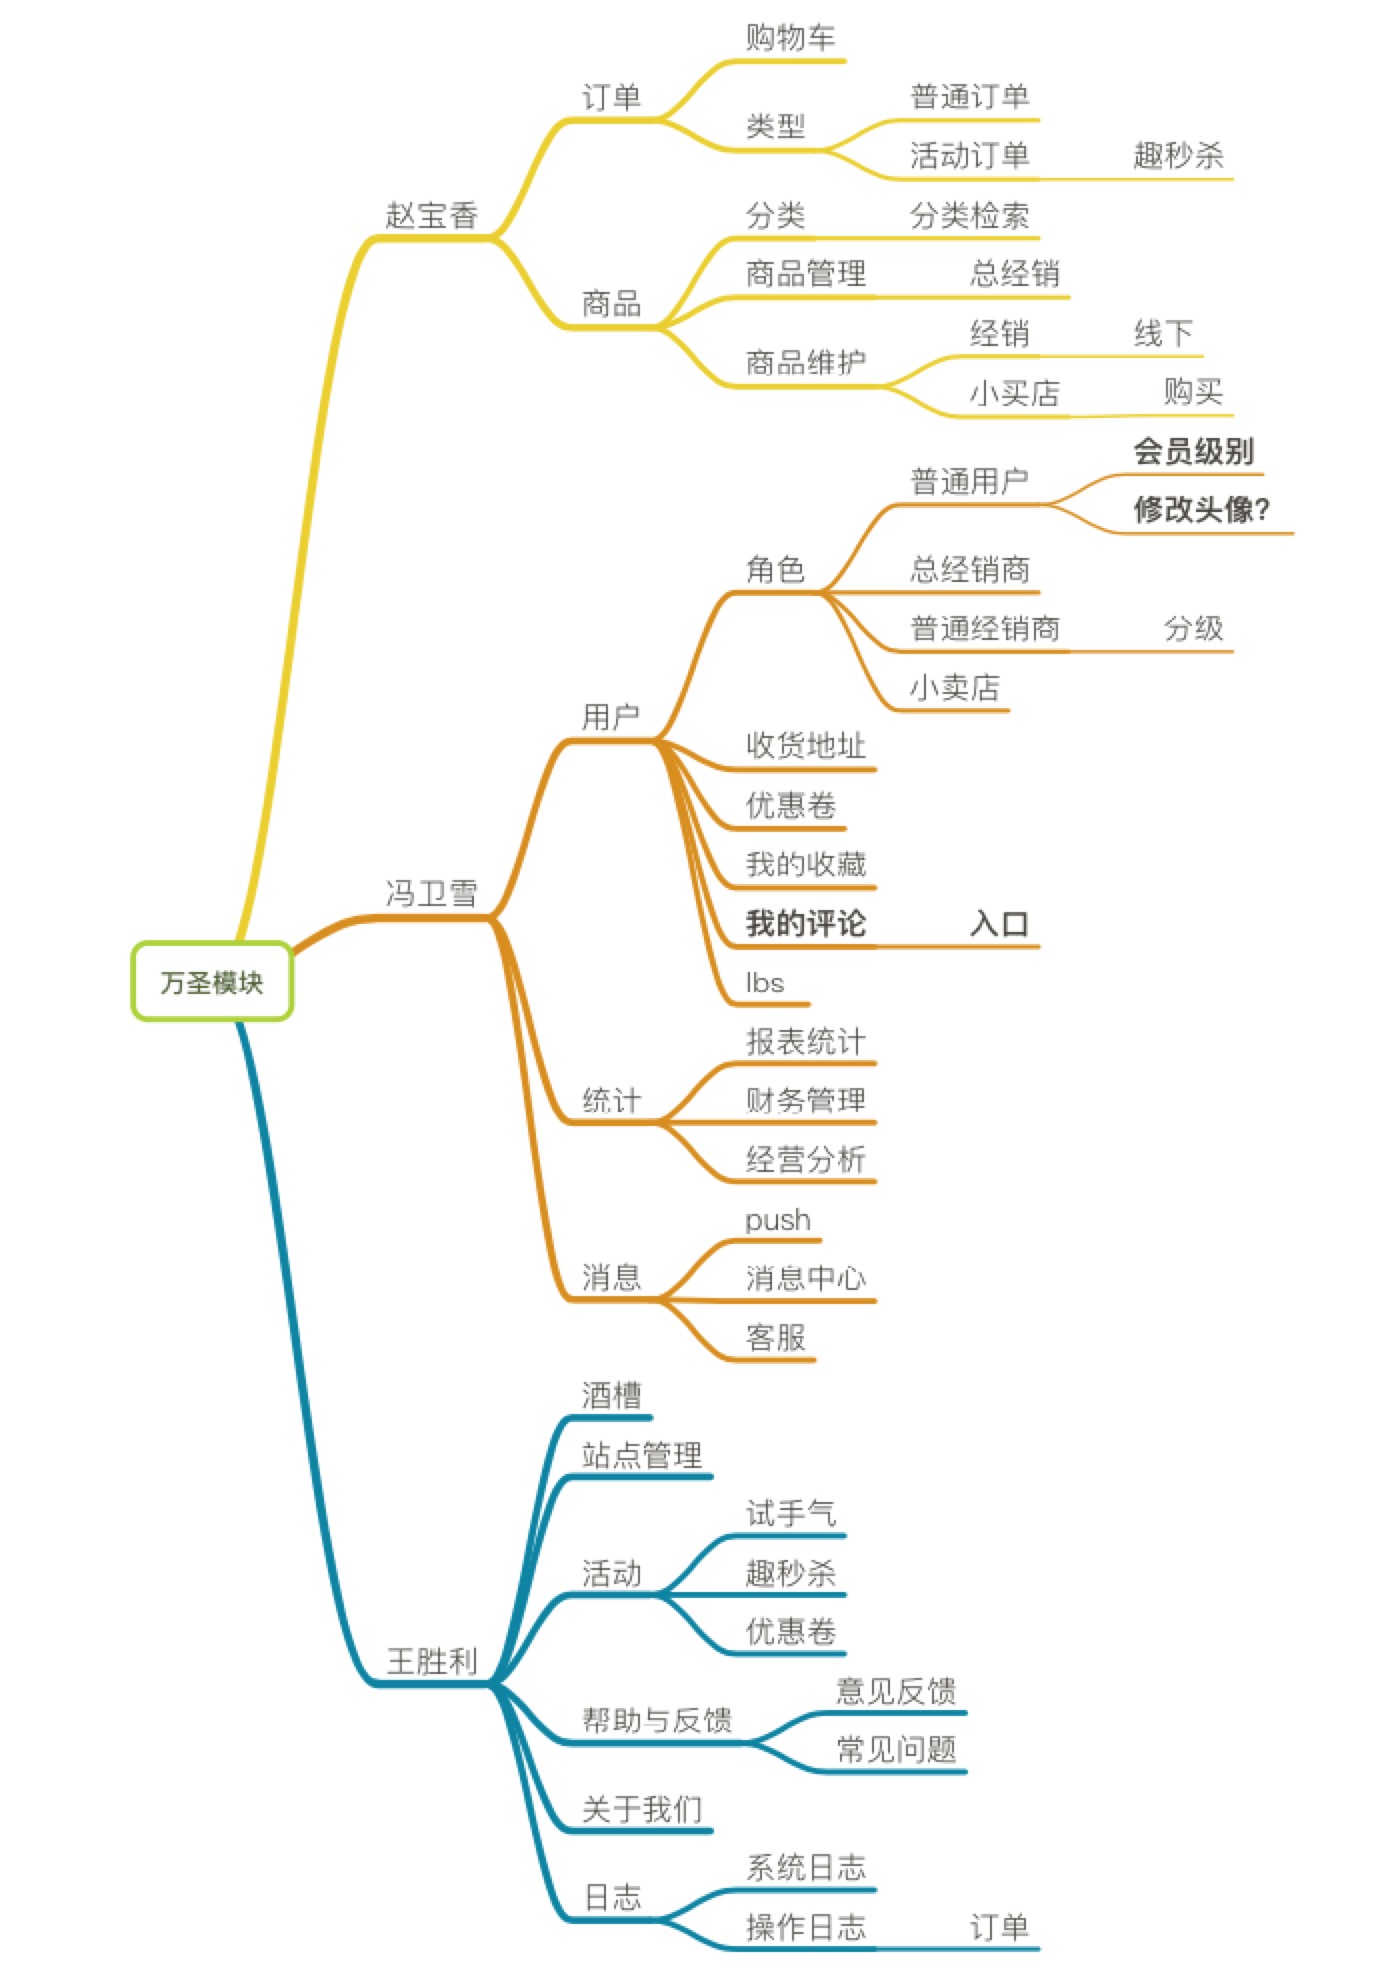 购物车
订单
普通订单
类型
活动订单
趣秒杀
赵宝香
分类
分类检索
商品管理
总经销
商品
经销
线下
商品维护
小买店
购买
会员级别
普通用户
修改头像?
角色
总经销商
普通经销商
分级
小卖店
用户
收货地址
优惠卷
我的收藏
冯卫雪
我的评论
入口
万圣模块
lbs
报表统计
统计
财务管理
经营分析
push
消息
消息中心
客服
酒槽
站点管理
试手气
活动
趣秒杀
优惠卷
王胜利
意见反馈
帮助与反馈
常见问题
关于我们
系统日志
日志
操作日志
订单